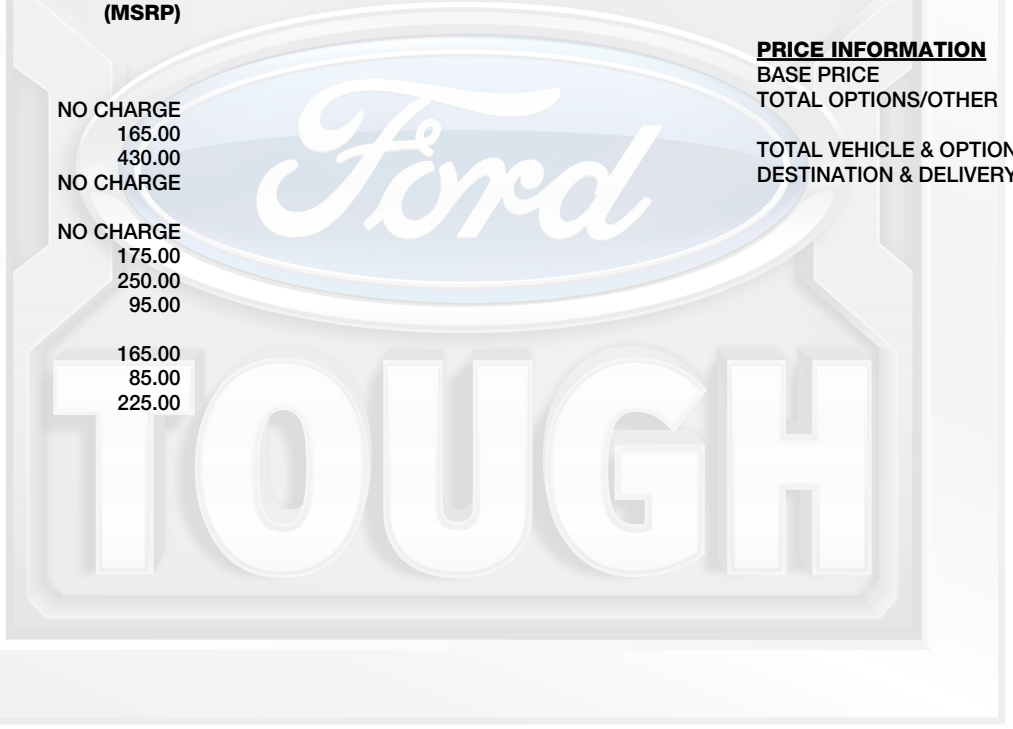 (MSRP)
NO CHARGE
165.00
430.00
NO CHARGE
NO CHARGE
175.00
250.00
95.00
165.00
85.00
225.00
PRICE INFORMATION
BASE PRICE
TOTAL OPTIONS/OTHER
TOTAL VEHICLE & OPTION
DESTINATION & DELIVERY
Ford
TOUGH